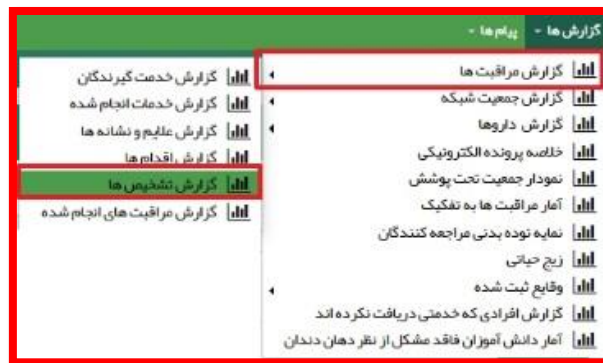 گزارش ها پیام ها
گزارش مراقبت ها
گزارش جمعیت شبکه
گزارش داروها
خلاصه پرونده الکترونیکی
نمودار جمعیت تحت پوشش
آمار مراقبت ها به تفکیک
نمایه توده بدنی مراجعه کنندگان
زیج حیاتی
وقایع ثبت شده
گزارش افرادی که خدمتی دریافت نکرده اند
آمار دانش آموزان فاقد مشکل از نظر دهان دندان
گزارش خدمت گیرندگان
گزارش خدمات انجام شده
گزارش علایم و نشانه ها
گزارش اقدام ها
گزارش تشخیص ها
گزارش مراقبت های انجام شده